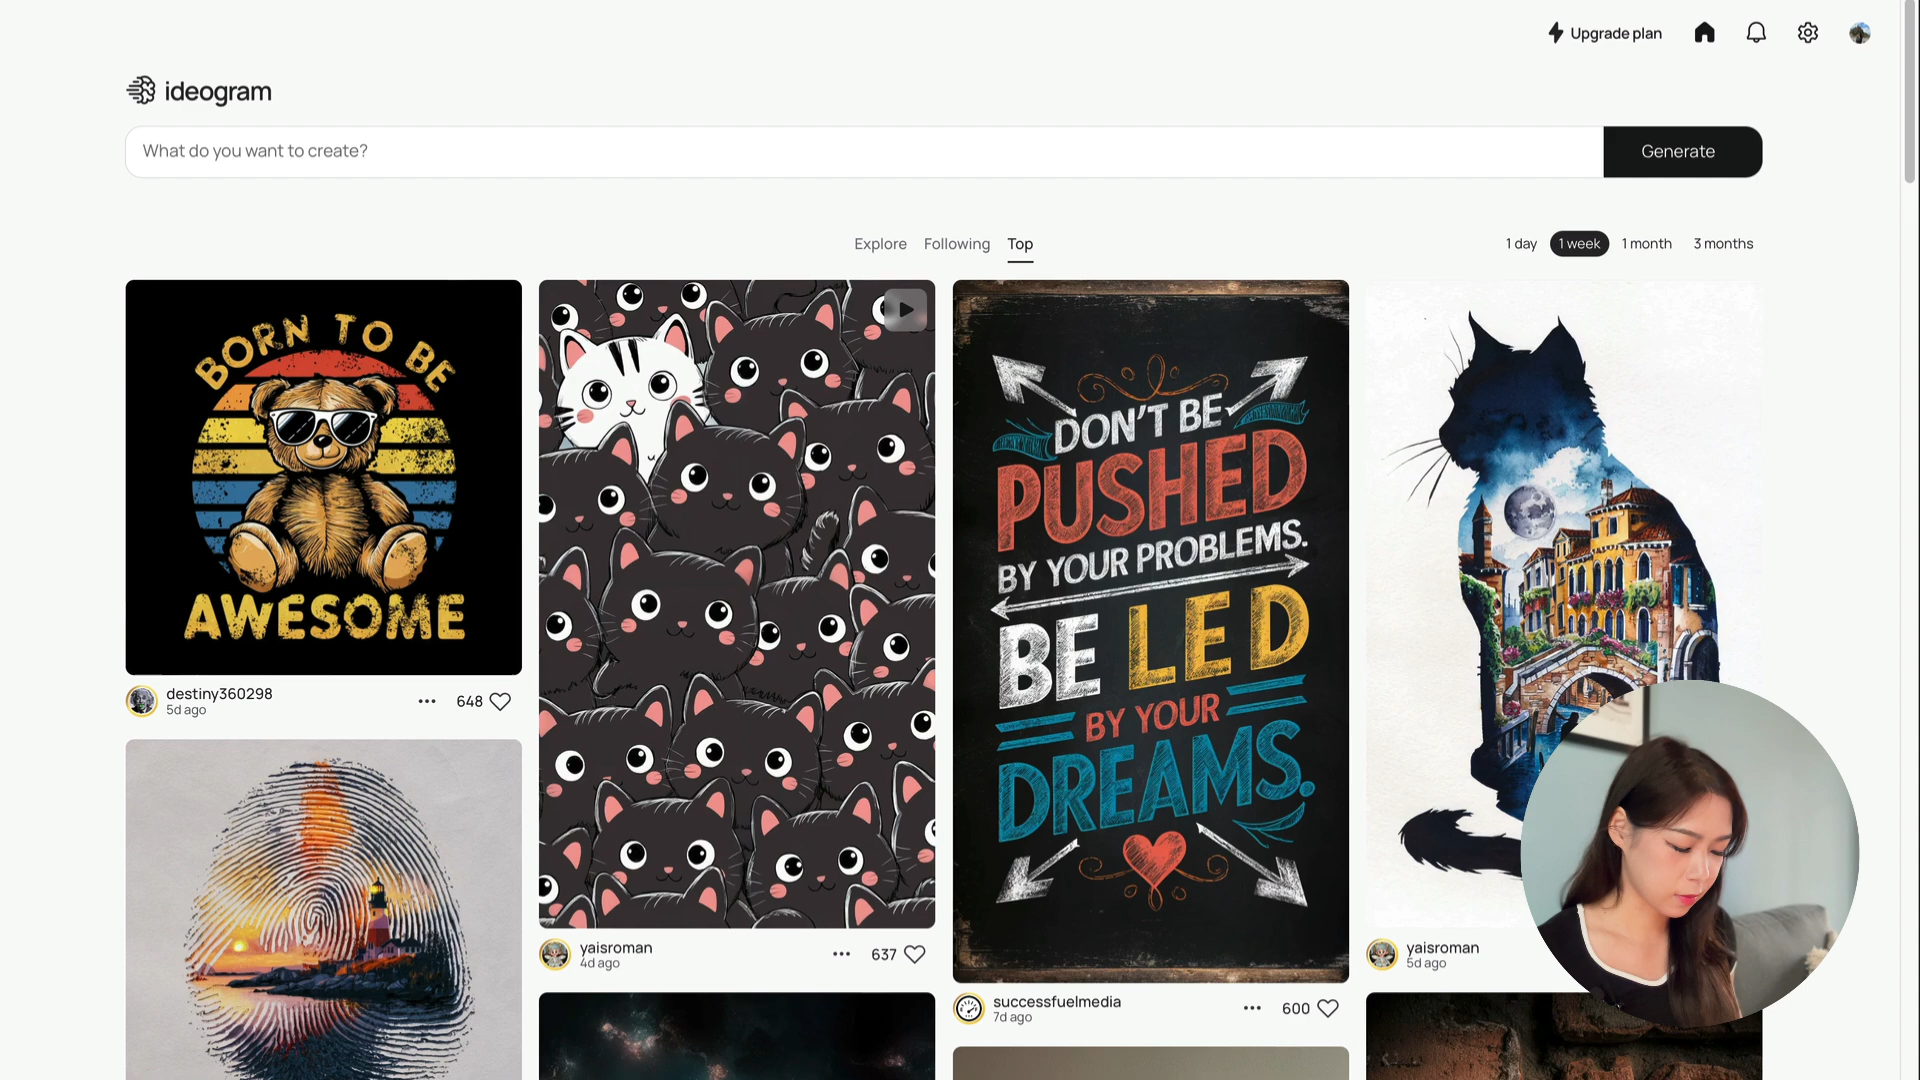 Upgrade plan
ideogram
What do you want to create?
Generate
Explore
Following
Top
1 day
1 week
1 month
3 months
BORN TO BE
AWESOME
destiny360298
5d ago
648
yaisroman
4d ago
637
DON'T BE
PUSHED
BY YOUR PROBLEMS.
BE LED
BY YOUR
DREAMS.
successfuelmedia
7d ago
600
yaisroman
5d ago